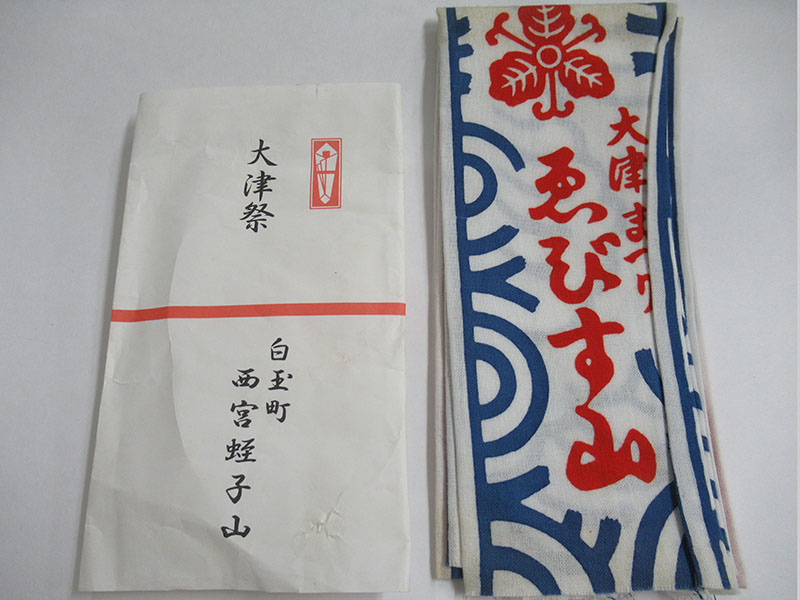 大津祭
白玉町
西宮蛭子山
大津まつり
ゑびす山